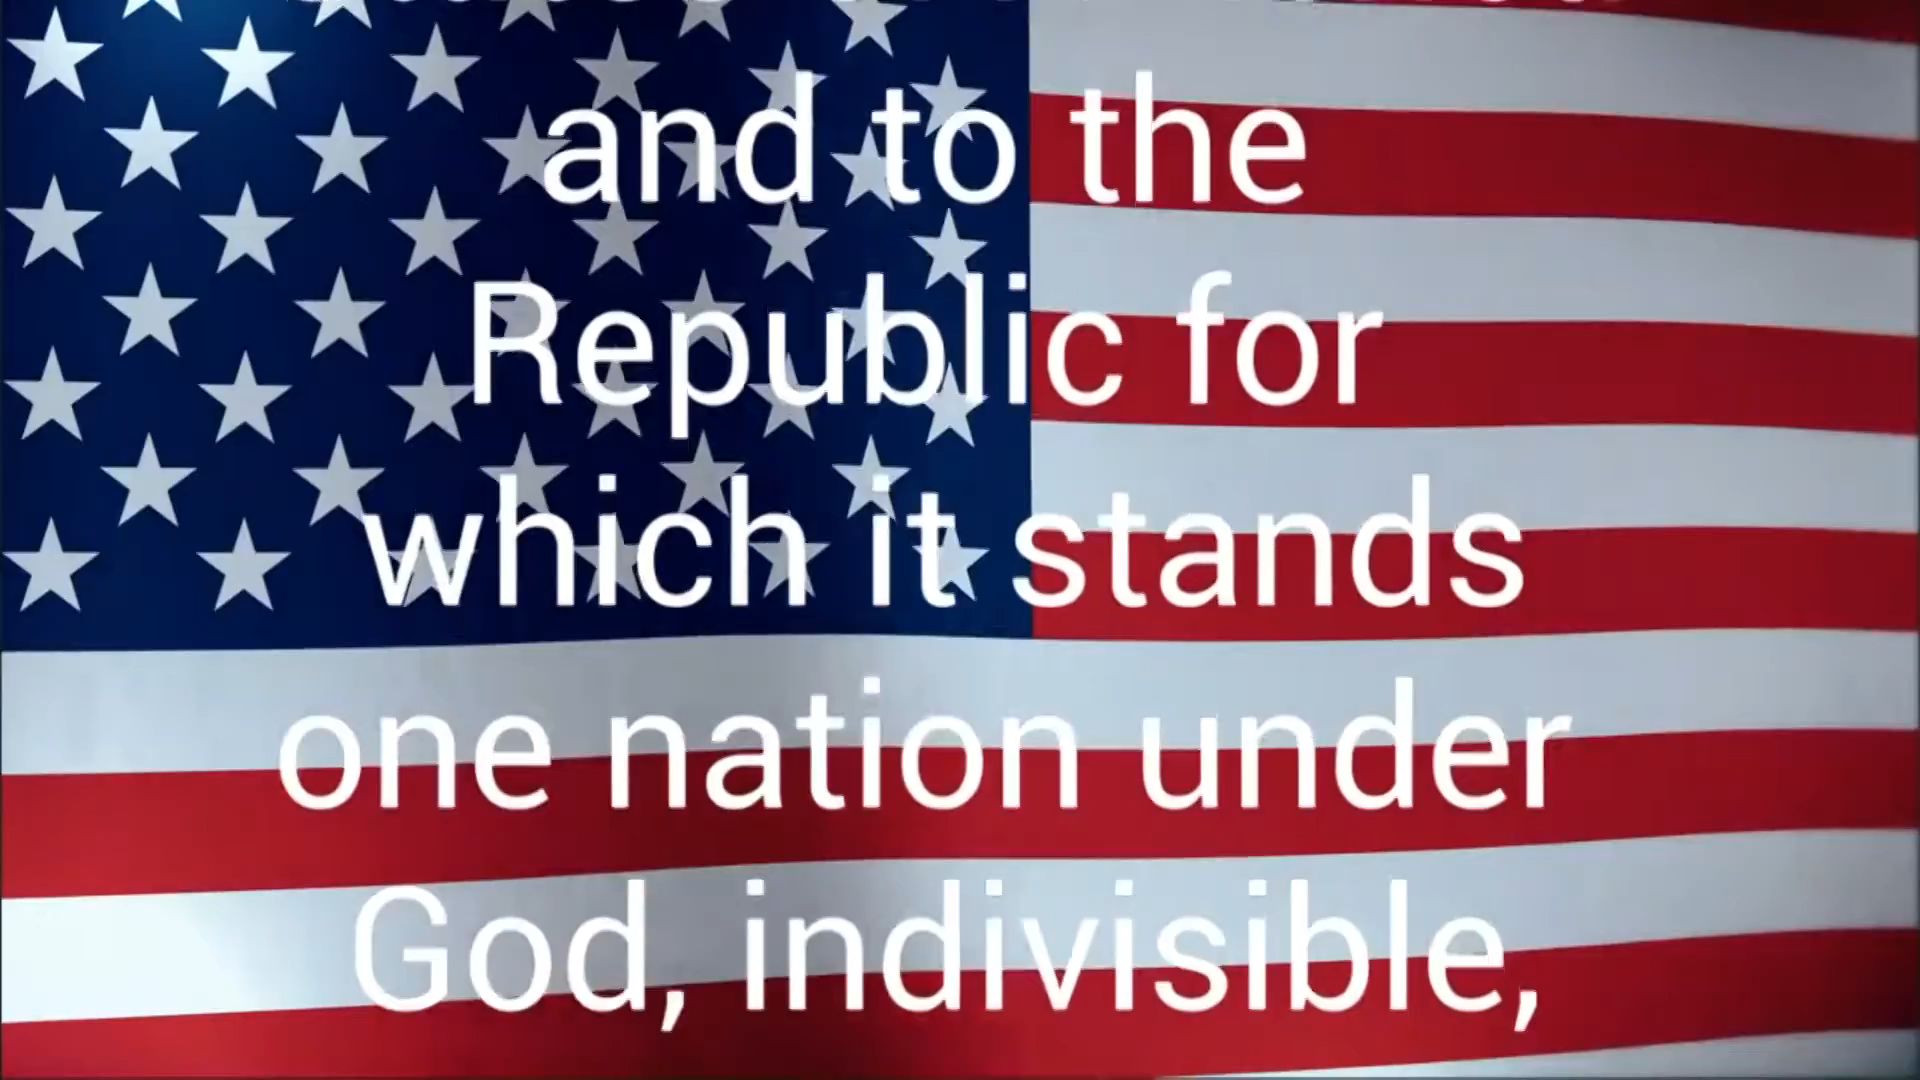 and to the
Republic for
which it stands
one nation under
God, indivisible,